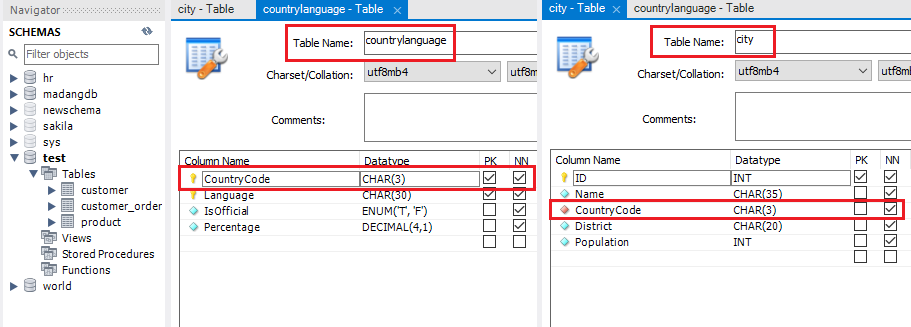 Navigator
SCHEMAS
Filter objects
hr
madangdb
newschema
sakila
sys
test
Tables
customer
customer_order
product
Views
Stored Procedures
Functions
world
city - Table
countrylanguage - Table
Table Name: countrylanguage
Charset/Collation: utf8mb4 utf8m
Comments:
Column Name Datatype PK NN
CountryCode CHAR(3)
Language CHAR(30)
IsOfficial ENUM('T', 'F')
Percentage DECIMAL(4,1)
city - Table
countrylanguage - Table
Table Name: city
Charset/Collation: utf8mb4 utf8
Comments:
Column Name Datatype PK NN
ID INT
Name CHAR(35)
CountryCode CHAR(3)
District CHAR(20)
Population INT